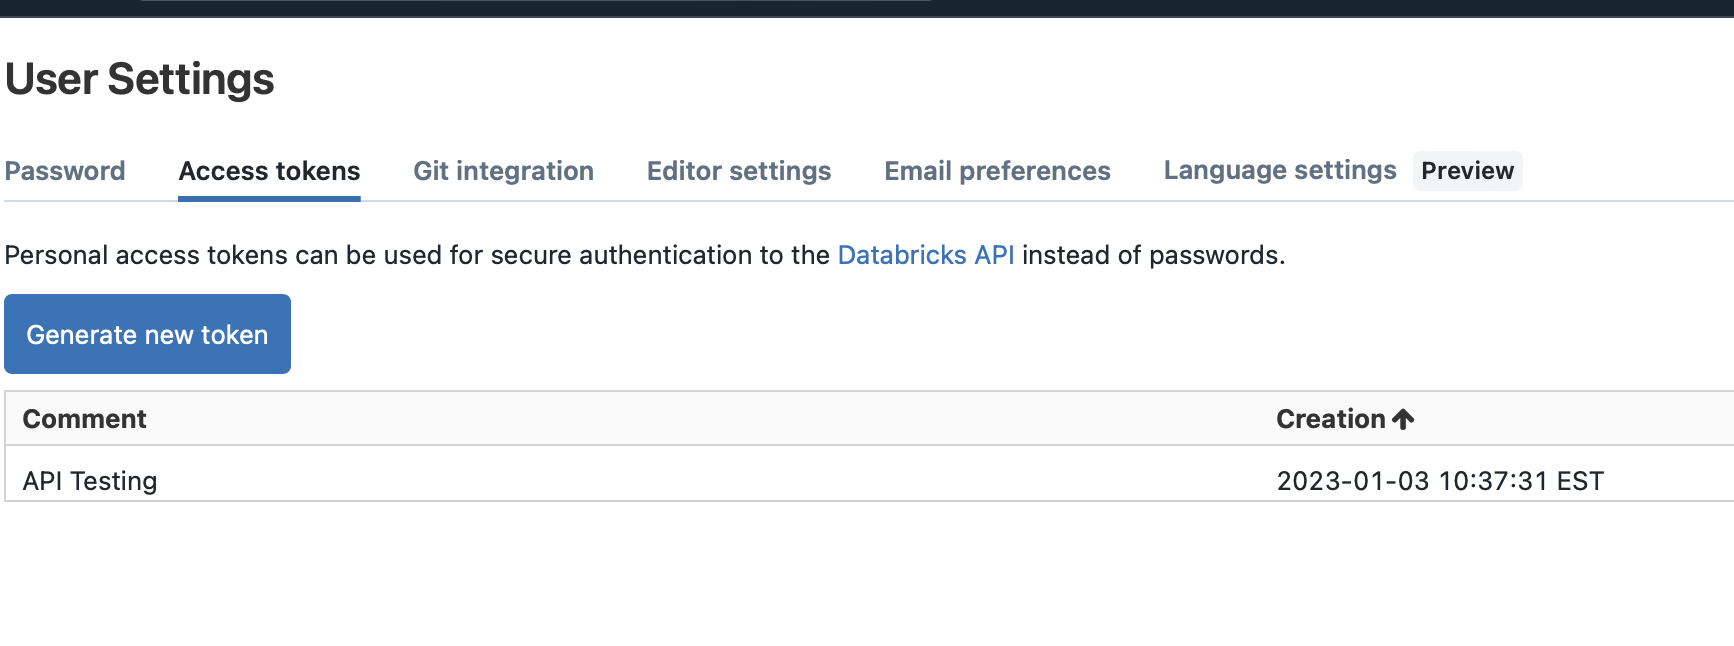 User Settings
Password Access tokens Git integration Editor settings Email preferences Language settings Preview
Personal access tokens can be used for secure authentication to the Databricks API instead of passwords.
Generate new token
Comment Creation
API Testing 2023-01-03 10:37:31 EST